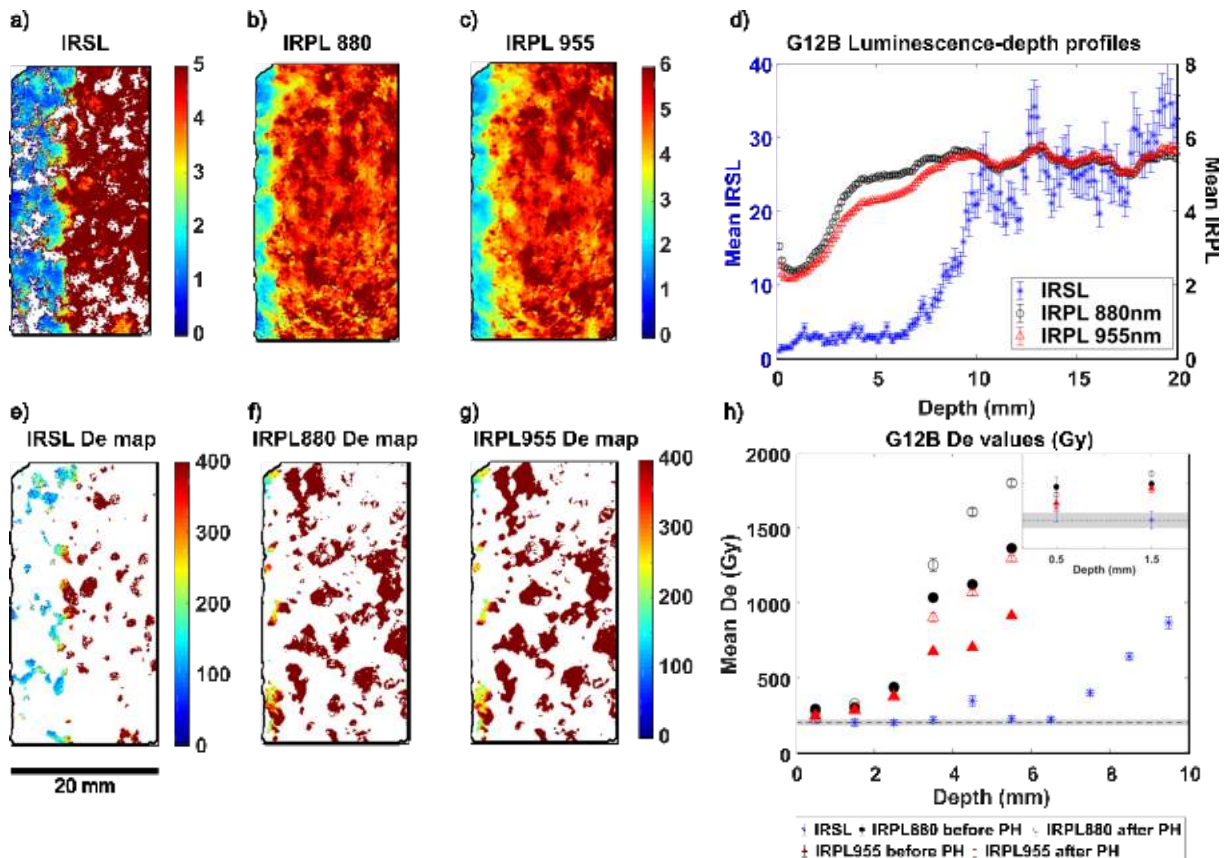 a)
IRSL
5
4
3
2
1
0
b)
IRPL 880
c)
IRPL 955
6
5
4
3
2
1
0
d)
G12B Luminescence-depth profiles
Mean IRSL
40
30
20
10
0
Mean IRPL
8
6
4
2
0
0 5 10 15 20
Depth (mm)
IRSL
IRPL 880nm
IRPL 955nm
e)
IRSL De map
400
300
200
100
0
20 mm
f)
IRPL880 De map
g)
IRPL955 De map
400
300
200
100
0
h)
G12B De values (Gy)
Mean De (Gy)
2000
1500
1000
500
0
0 2 4 6 8 10
Depth (mm)
0.5 1.5
Depth (mm)
IRSL IRPL880 before PH IRPL880 after PH
IRPL955 before PH IRPL955 after PH